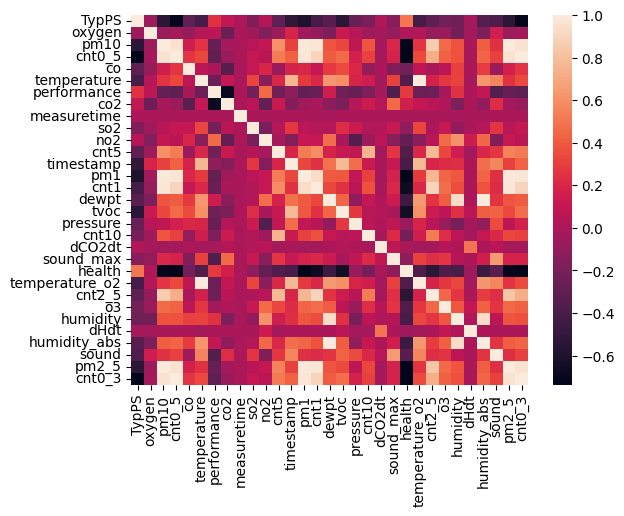 TypPS
oxygen
pm10
cnt0_5
co
temperature
performance
co2
measuretime
so2
no2
cnt5
timestamp
pm1
cnt1
dewpt
tvoc
pressure
cnt10
dCO2dt
sound_max
health
temperature_o2
cnt2_5
o3
humidity
dHdt
humidity_abs
sound
pm2_5
cnt0_3
TypPS
oxygen
pm10
cnt0_5
co
temperature
performance
co2
measuretime
so2
no2
cnt5
timestamp
pm1
cnt1
dewpt
tvoc
pressure
cnt10
dCO2dt
sound_max
health
temperature_o2
cnt2_5
o3
humidity
dHdt
humidity_abs
sound
pm2_5
cnt0_3
1.0
0.8
0.6
0.4
0.2
0.0
−0.2
−0.4
−0.6